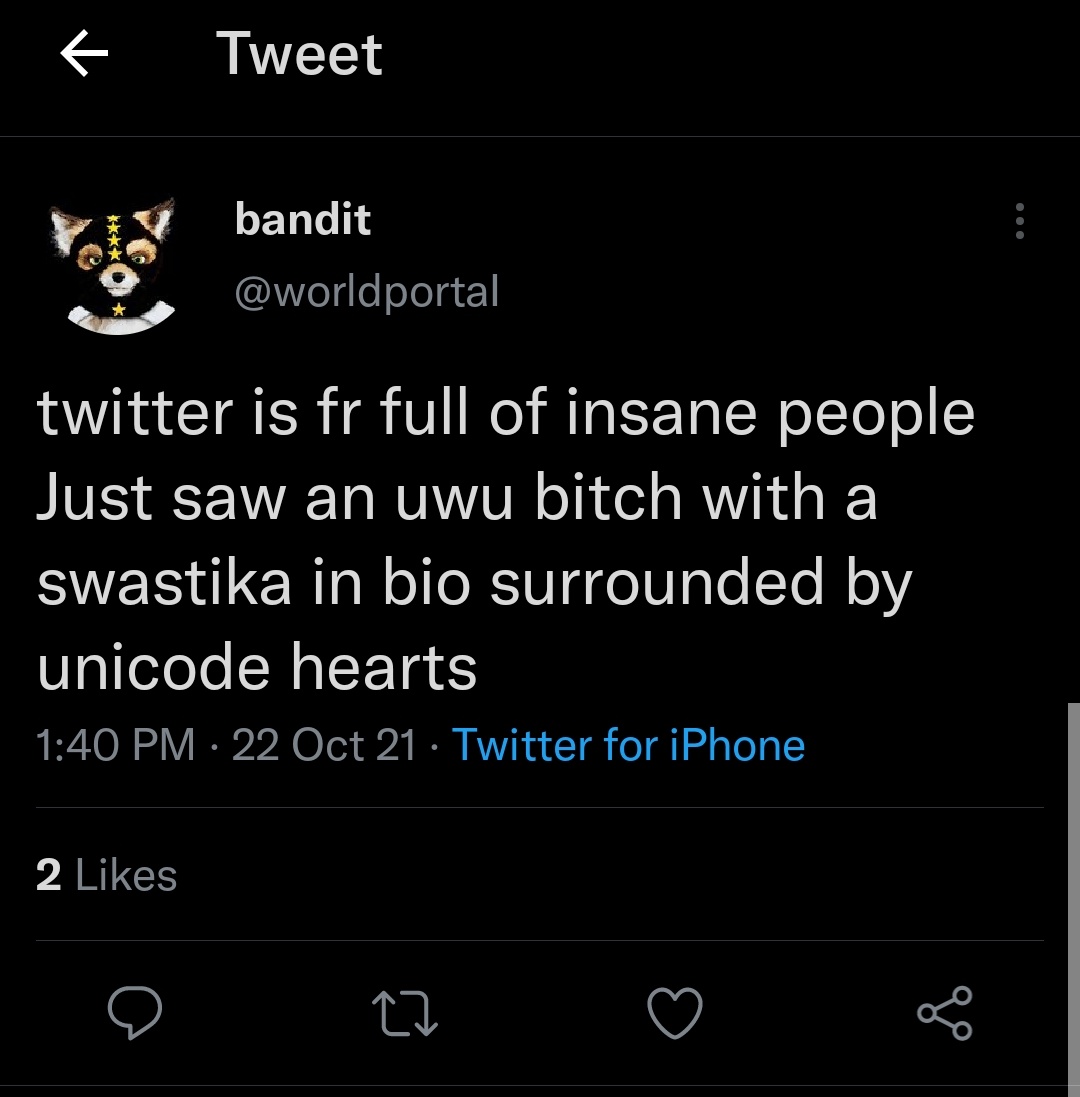 Tweet
bandit
@worldportal
twitter is fr full of insane people
Just saw an uwu bitch with a
swastika in bio surrounded by
unicode hearts
1:40 PM · 22 Oct 21 · Twitter for iPhone
2 Likes